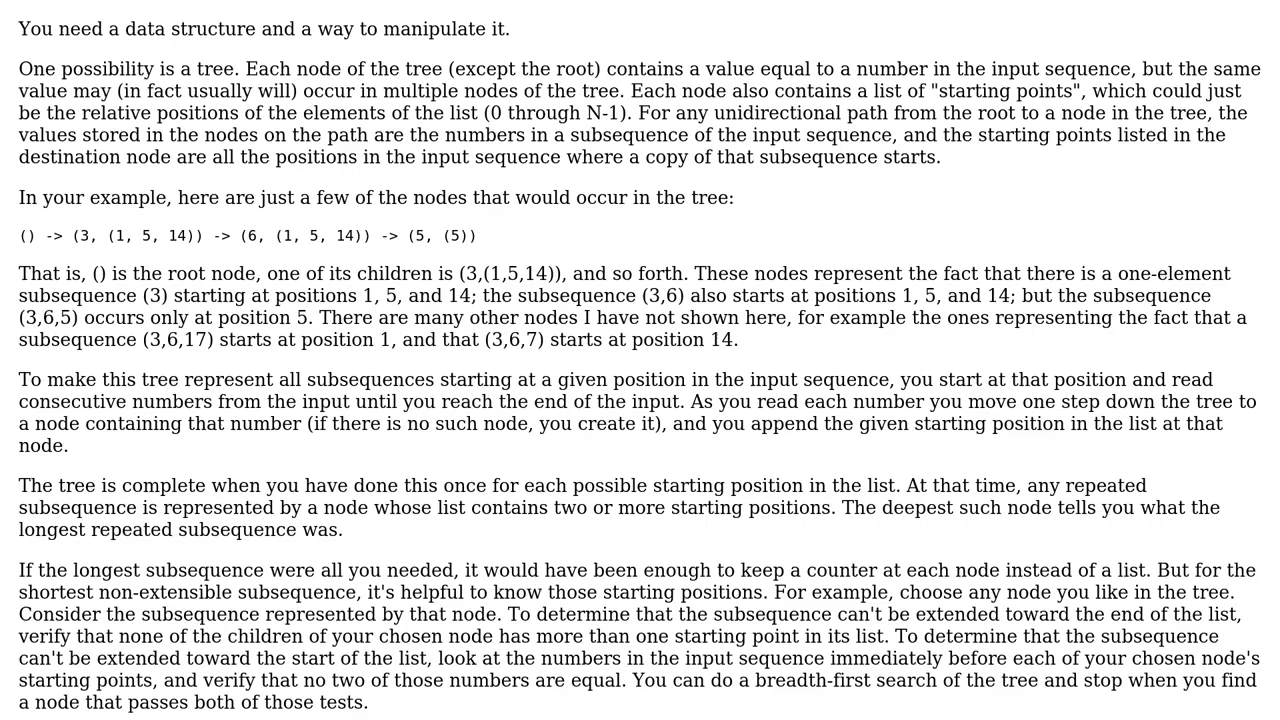 You need a data structure and a way to manipulate it.
One possibility is a tree. Each node of the tree (except the root) contains a value equal to a number in the input sequence, but the same
value may (in fact usually will) occur in multiple nodes of the tree. Each node also contains a list of "starting points", which could just
be the relative positions of the elements of the list (0 through N-1). For any unidirectional path from the root to a node in the tree, the
values stored in the nodes on the path are the numbers in a subsequence of the input sequence, and the starting points listed in the
destination node are all the positions in the input sequence where a copy of that subsequence starts.
In your example, here are just a few of the nodes that would occur in the tree:
() -> (3, (1, 5, 14)) -> (6, (1, 5, 14)) -> (5, (5))
That is, () is the root node, one of its children is (3,(1,5,14)), and so forth. These nodes represent the fact that there is a one-element
subsequence (3) starting at positions 1, 5, and 14; the subsequence (3,6) also starts at positions 1, 5, and 14; but the subsequence
(3,6,5) occurs only at position 5. There are many other nodes I have not shown here, for example the ones representing the fact that a
subsequence (3,6,17) starts at position 1, and that (3,6,7) starts at position 14.
To make this tree represent all subsequences starting at a given position in the input sequence, you start at that position and read
consecutive numbers from the input until you reach the end of the input. As you read each number you move one step down the tree to
a node containing that number (if there is no such node, you create it), and you append the given starting position in the list at that
node.
The tree is complete when you have done this once for each possible starting position in the list. At that time, any repeated
subsequence is represented by a node whose list contains two or more starting positions. The deepest such node tells you what the
longest repeated subsequence was.
If the longest subsequence were all you needed, it would have been enough to keep a counter at each node instead of a list. But for the
shortest non-extensible subsequence, it's helpful to know those starting positions. For example, choose any node you like in the tree.
Consider the subsequence represented by that node. To determine that the subsequence can't be extended toward the end of the list,
verify that none of the children of your chosen node has more than one starting point in its list. To determine that the subsequence
can't be extended toward the start of the list, look at the numbers in the input sequence immediately before each of your chosen node's
starting points, and verify that no two of those numbers are equal. You can do a breadth-first search of the tree and stop when you find
a node that passes both of those tests.